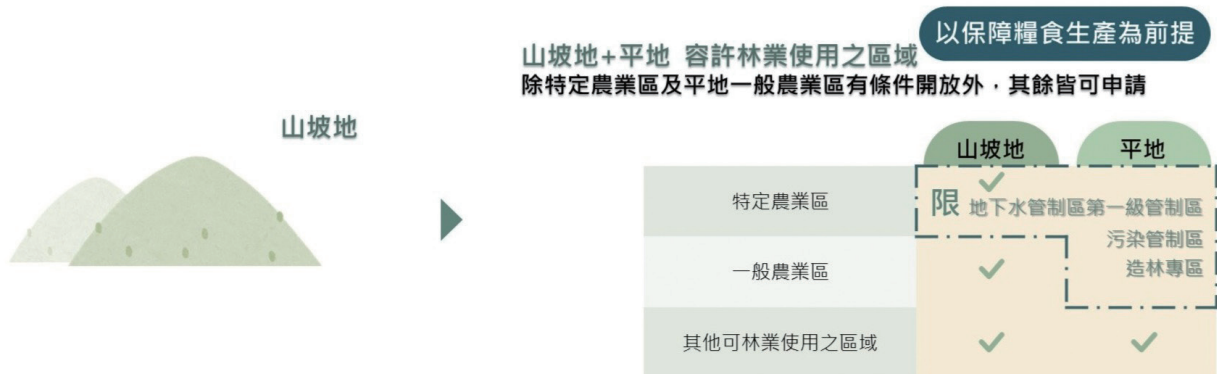 以保障糧食生產為前提
山坡地+平地 容許林業使用之區域
除特定農業區及平地一般農業區有條件開放外，其餘皆可申請
山坡地
山坡地 平地
特定農業區
限 地下水管制區第一級管制區
污染管制區
造林專區
一般農業區
其他可林業使用之區域